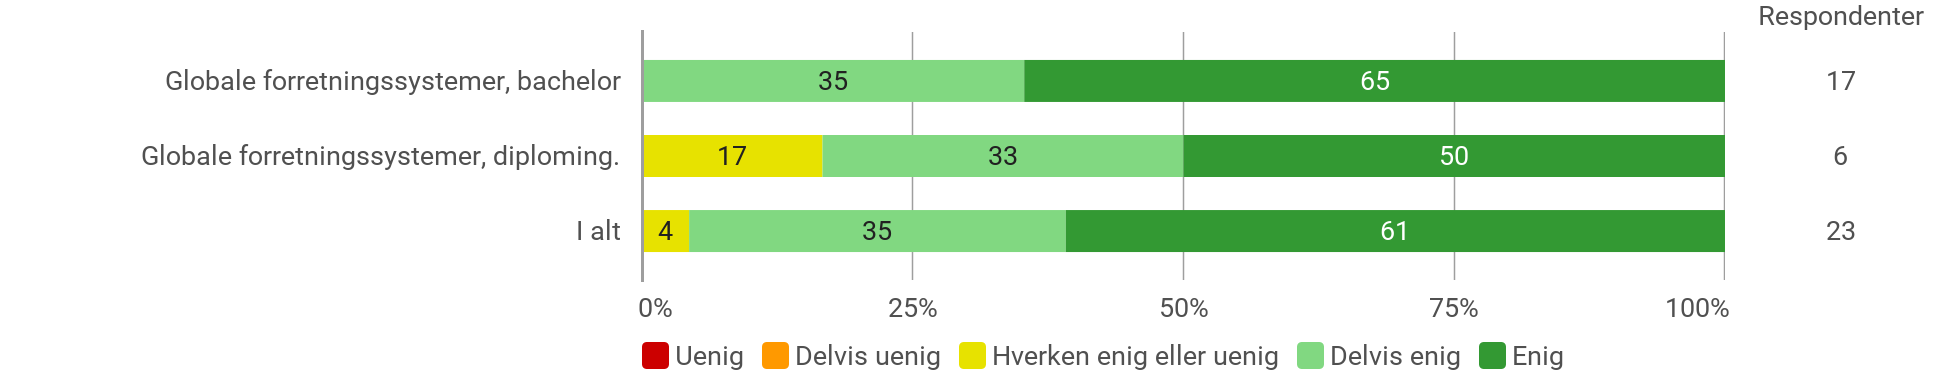 Respondenter
Globale forretningssystemer, bachelor 35 65 17
Globale forretningssystemer, diploming. 17 33 50 6
I alt 4 35 61 23
0% 25% 50% 75% 100%
Uenig Delvis uenig Hverken enig eller uenig Delvis enig Enig